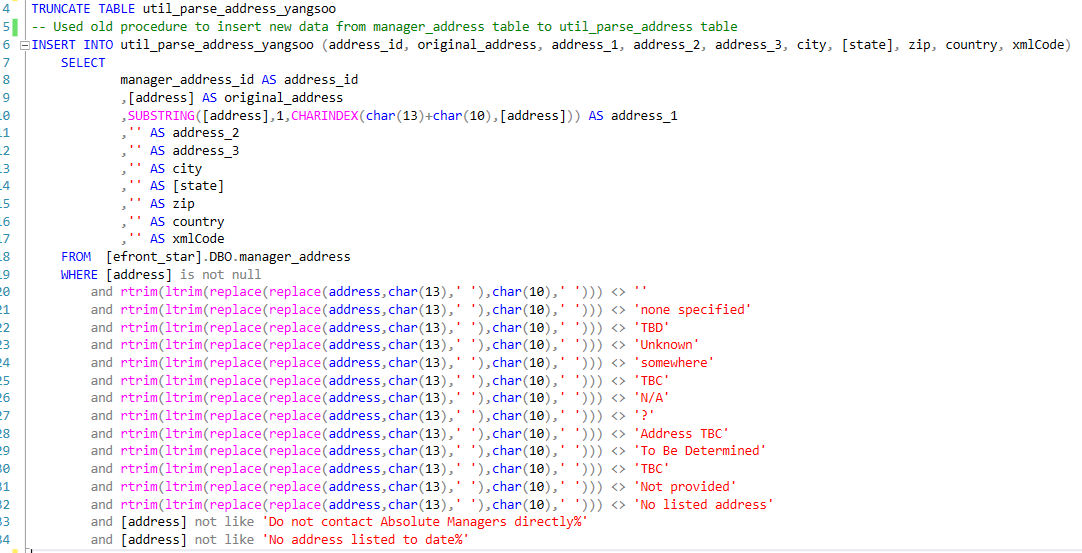 4 TRUNCATE TABLE util_parse_address_yangsoo
5 -- Used old procedure to insert new data from manager_address table to util_parse_address table
6 INSERT INTO util_parse_address_yangsoo (address_id, original_address, address_1, address_2, address_3, city, [state], zip, country, xmlCode)
7 SELECT
8 manager_address_id AS address_id
9 ,[address] AS original_address
10 ,SUBSTRING([address],1,CHARINDEX(char(13)+char(10),[address])) AS address_1
11 ,'' AS address_2
12 ,'' AS address_3
13 ,'' AS city
14 ,'' AS [state]
15 ,'' AS zip
16 ,'' AS country
17 ,'' AS xmlCode
18 FROM [efront_star].DBO.manager_address
19 WHERE [address] is not null
20 and rtrim(ltrim(replace(replace(address,char(13),' '),char(10),' '))) <> ''
21 and rtrim(ltrim(replace(replace(address,char(13),' '),char(10),' '))) <> 'none specified'
22 and rtrim(ltrim(replace(replace(address,char(13),' '),char(10),' '))) <> 'TBD'
23 and rtrim(ltrim(replace(replace(address,char(13),' '),char(10),' '))) <> 'Unknown'
24 and rtrim(ltrim(replace(replace(address,char(13),' '),char(10),' '))) <> 'somewhere'
25 and rtrim(ltrim(replace(replace(address,char(13),' '),char(10),' '))) <> 'TBC'
26 and rtrim(ltrim(replace(replace(address,char(13),' '),char(10),' '))) <> 'N/A'
27 and rtrim(ltrim(replace(replace(address,char(13),' '),char(10),' '))) <> '?'
28 and rtrim(ltrim(replace(replace(address,char(13),' '),char(10),' '))) <> 'Address TBC'
29 and rtrim(ltrim(replace(replace(address,char(13),' '),char(10),' '))) <> 'To Be Determined'
30 and rtrim(ltrim(replace(replace(address,char(13),' '),char(10),' '))) <> 'TBC'
31 and rtrim(ltrim(replace(replace(address,char(13),' '),char(10),' '))) <> 'Not provided'
32 and rtrim(ltrim(replace(replace(address,char(13),' '),char(10),' '))) <> 'No listed address'
33 and [address] not like 'Do not contact Absolute Managers directly%'
34 and [address] not like 'No address listed to date%'